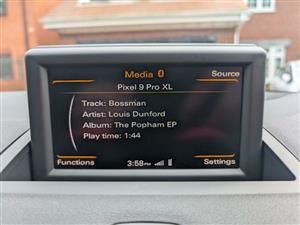 Media Source
Pixel 9 Pro XL
Track: Bossman
Artist: Louis Dunford
Album: The Popham EP
Play time: 1:44
Functions 3:58PM Settings